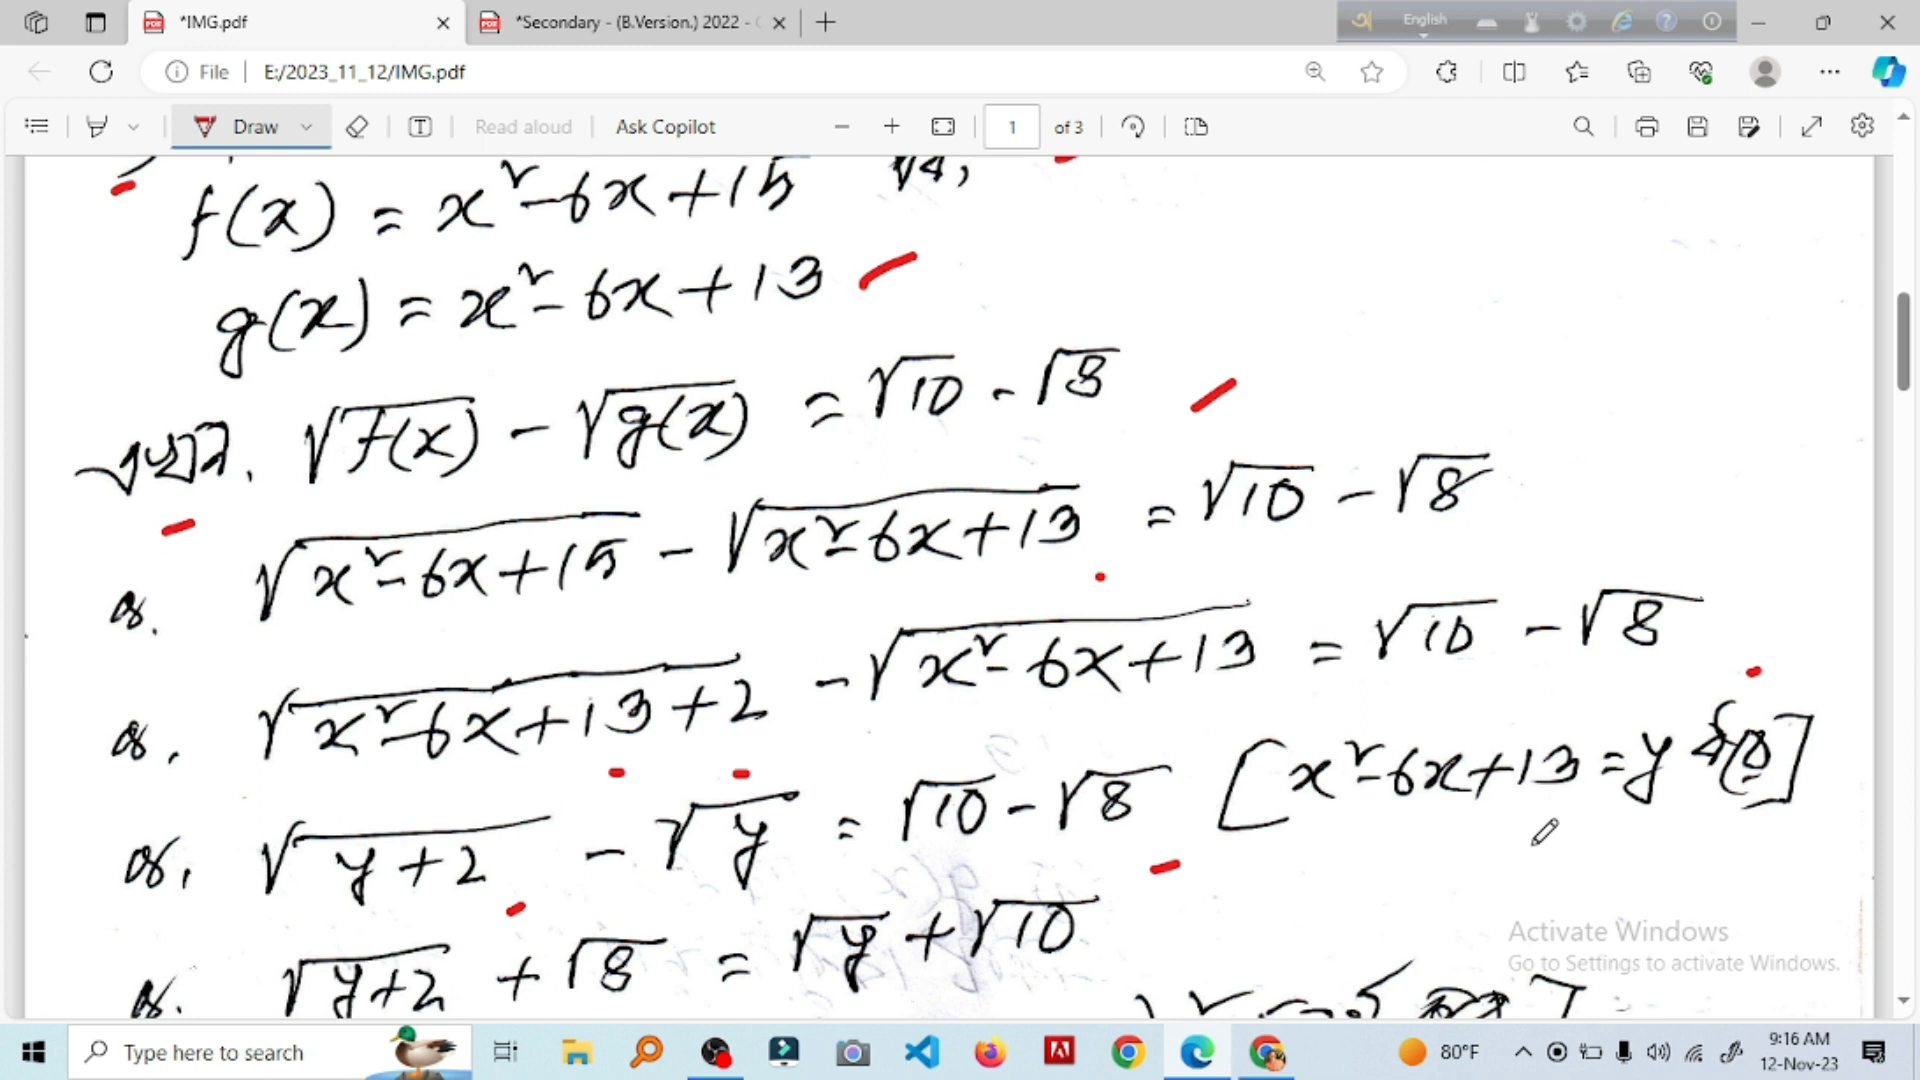 *IMG.pdf
*Secondary - (B.Version.) 2022 -
English
File
E:/2023_11_12/IMG.pdf
Draw
Read aloud
Ask Copilot
1 of 3
f(x) = x² - 6x + 15
g(x) = x² - 6x + 13
এখানে, √f(x) - √g(x) = √10 - √8
বা, √x² - 6x + 15 - √x² - 6x + 13 = √10 - √8
বা, √x² - 6x + 13 + 2 - √x² - 6x + 13 = √10 - √8
বা, √y + 2 - √y = √10 - √8 [x² - 6x + 13 = y ধরি]
বা, √y + 2 + √8 = √y + √10
Activate Windows
Go to Settings to activate Windows.
Type here to search
80°F
9:16 AM
12-Nov-23